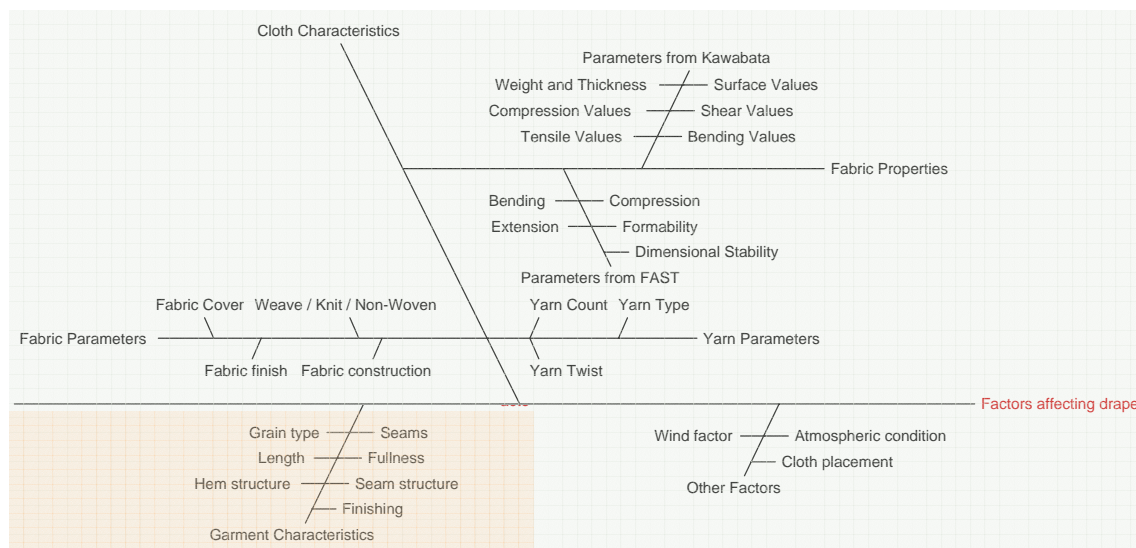 Cloth Characteristics
Parameters from Kawabata
Weight and Thickness
Surface Values
Compression Values
Shear Values
Tensile Values
Bending Values
Fabric Properties
Bending
Compression
Extension
Formability
Dimensional Stability
Parameters from FAST
Fabric Cover
Weave / Knit / Non-Woven
Yarn Count
Yarn Type
Fabric Parameters
Yarn Parameters
Fabric finish
Fabric construction
Yarn Twist
Factors affecting drape
Grain type
Seams
Wind factor
Atmospheric condition
Length
Fullness
Cloth placement
Hem structure
Seam structure
Other Factors
Finishing
Garment Characteristics